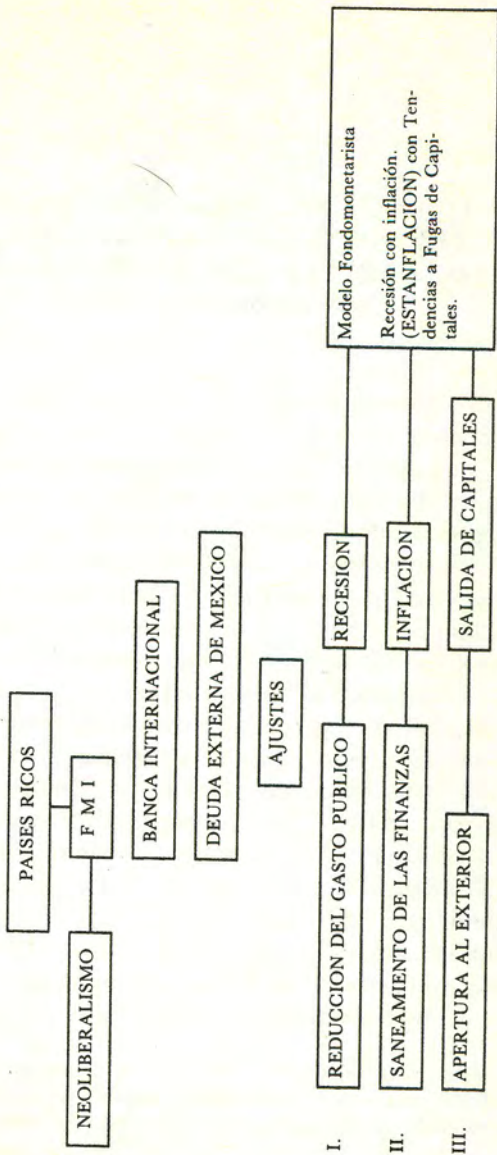 PAISES RICOS
NEOLIBERALISMO
F M I
BANCA INTERNACIONAL
DEUDA EXTERNA DE MEXICO
AJUSTES
I. REDUCCION DEL GASTO PUBLICO
RECESION
II. SANEAMIENTO DE LAS FINANZAS
INFLACION
III. APERTURA AL EXTERIOR
SALIDA DE CAPITALES
Modelo Fondomonetarista
Recesión con inflación.
(ESTANFLACION) con Ten-
dencias a Fugas de Capi-
tales.